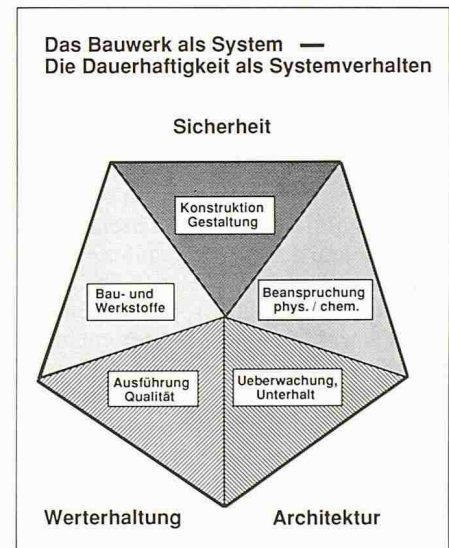 Das Bauwerk als System —
Die Dauerhaftigkeit als Systemverhalten
Sicherheit
Konstruktion
Gestaltung
Bau- und
Werkstoffe
Beanspruchung
phys. / chem.
Ausführung
Qualität
Ueberwachung,
Unterhalt
Werterhaltung
Architektur